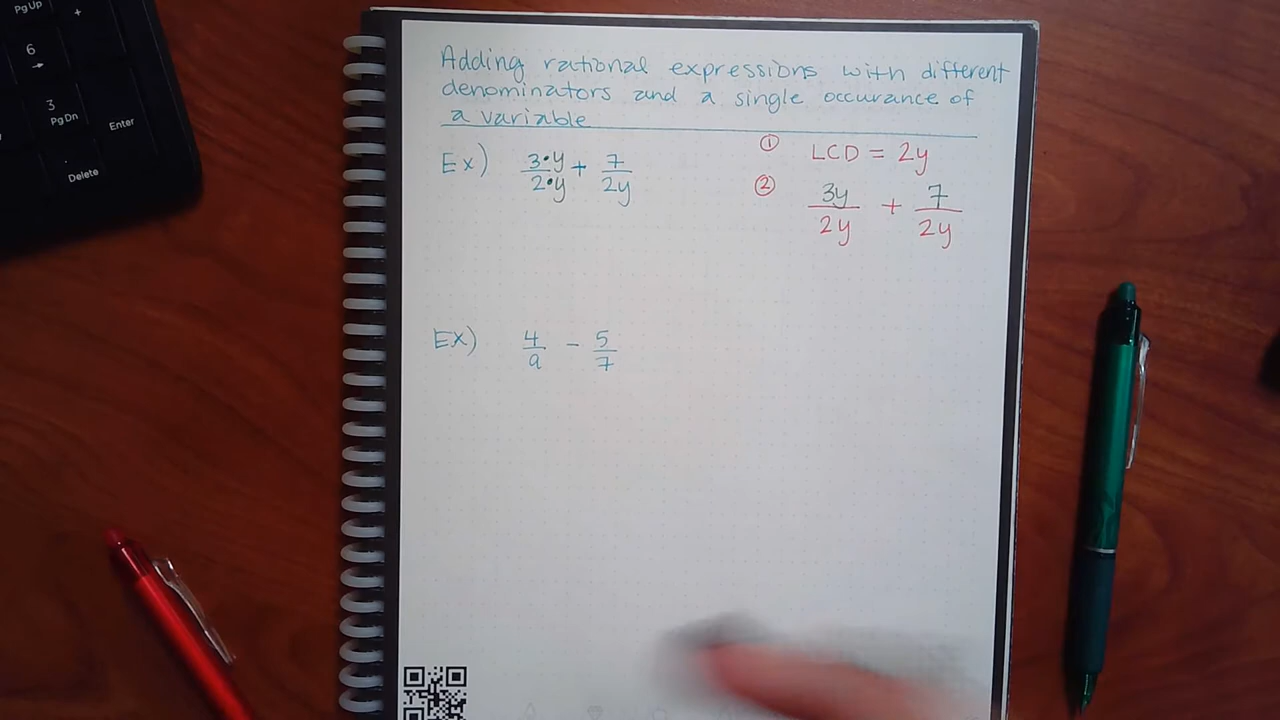 PgUp
+
6
→
3
PgDn
Enter
.
Delete
Adding rational expressions with different
denominators and a single occurance of
a variable
Ex) 3•y/2•y + 7/2y
① LCD = 2y
② 3y/2y + 7/2y
Ex) 4/a - 5/7